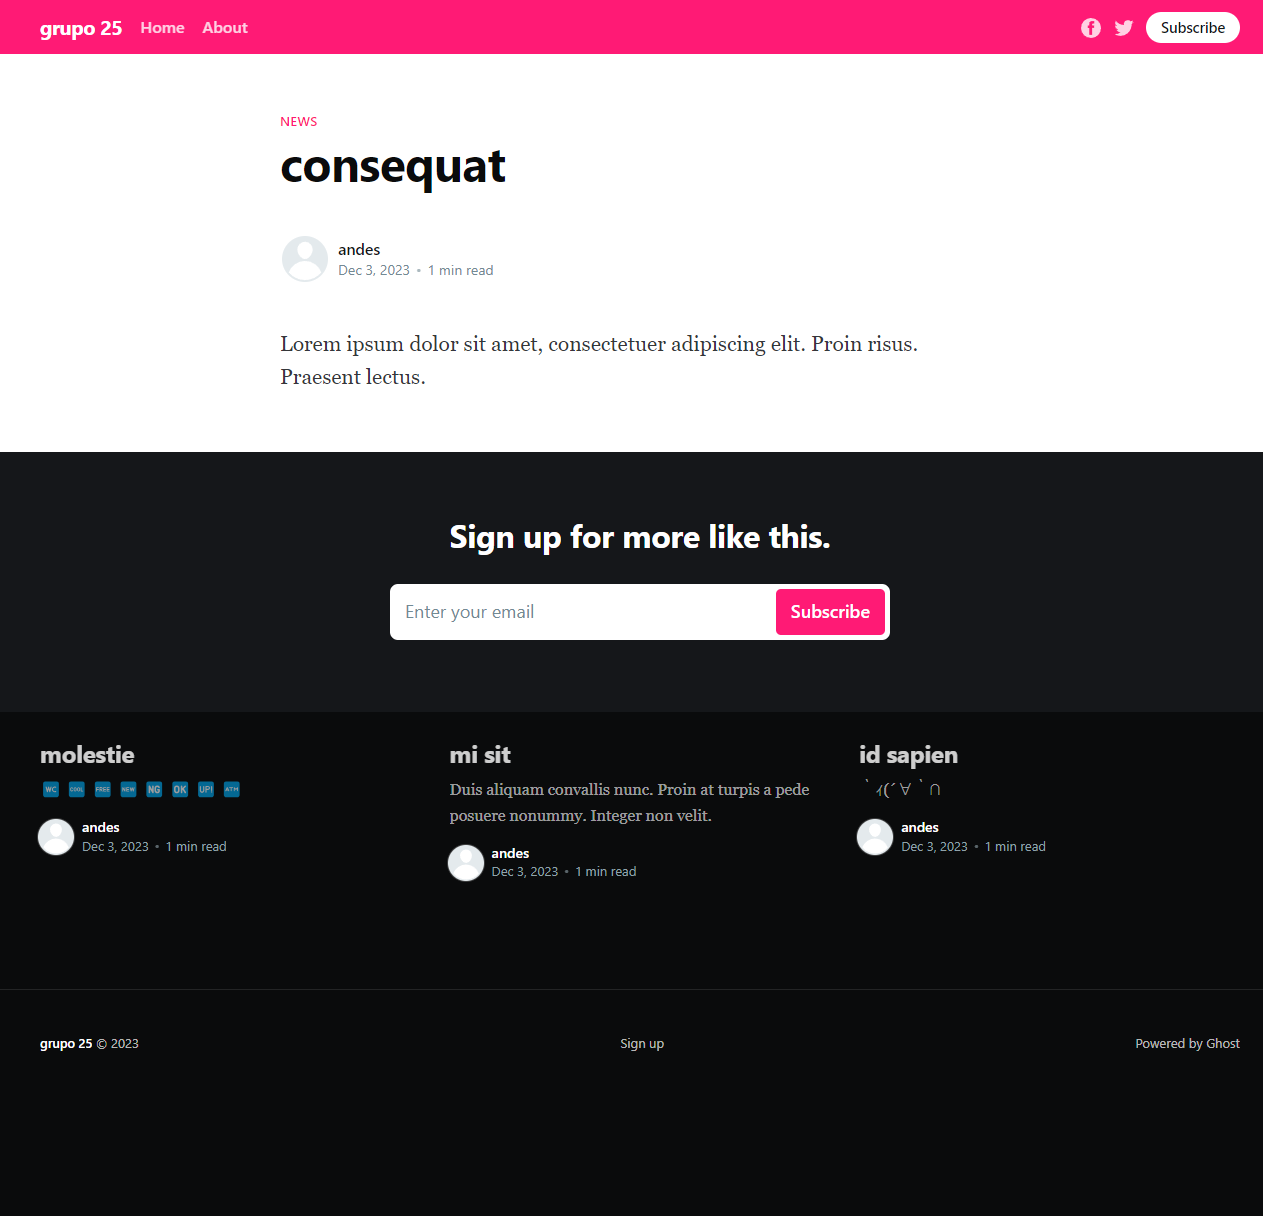 grupo 25 Home About Subscribe
NEWS
consequat
andes
Dec 3, 2023 • 1 min read
Lorem ipsum dolor sit amet, consectetuer adipiscing elit. Proin risus.
Praesent lectus.
Sign up for more like this.
Enter your email Subscribe
molestie
🚾 🆒 🆓 🆕 🆖 🆗 🆙 🏧
andes
Dec 3, 2023 • 1 min read
mi sit
Duis aliquam convallis nunc. Proin at turpis a pede
posuere nonummy. Integer non velit.
andes
Dec 3, 2023 • 1 min read
id sapien
｀ｨ(´∀｀∩
andes
Dec 3, 2023 • 1 min read
grupo 25 © 2023 Sign up Powered by Ghost